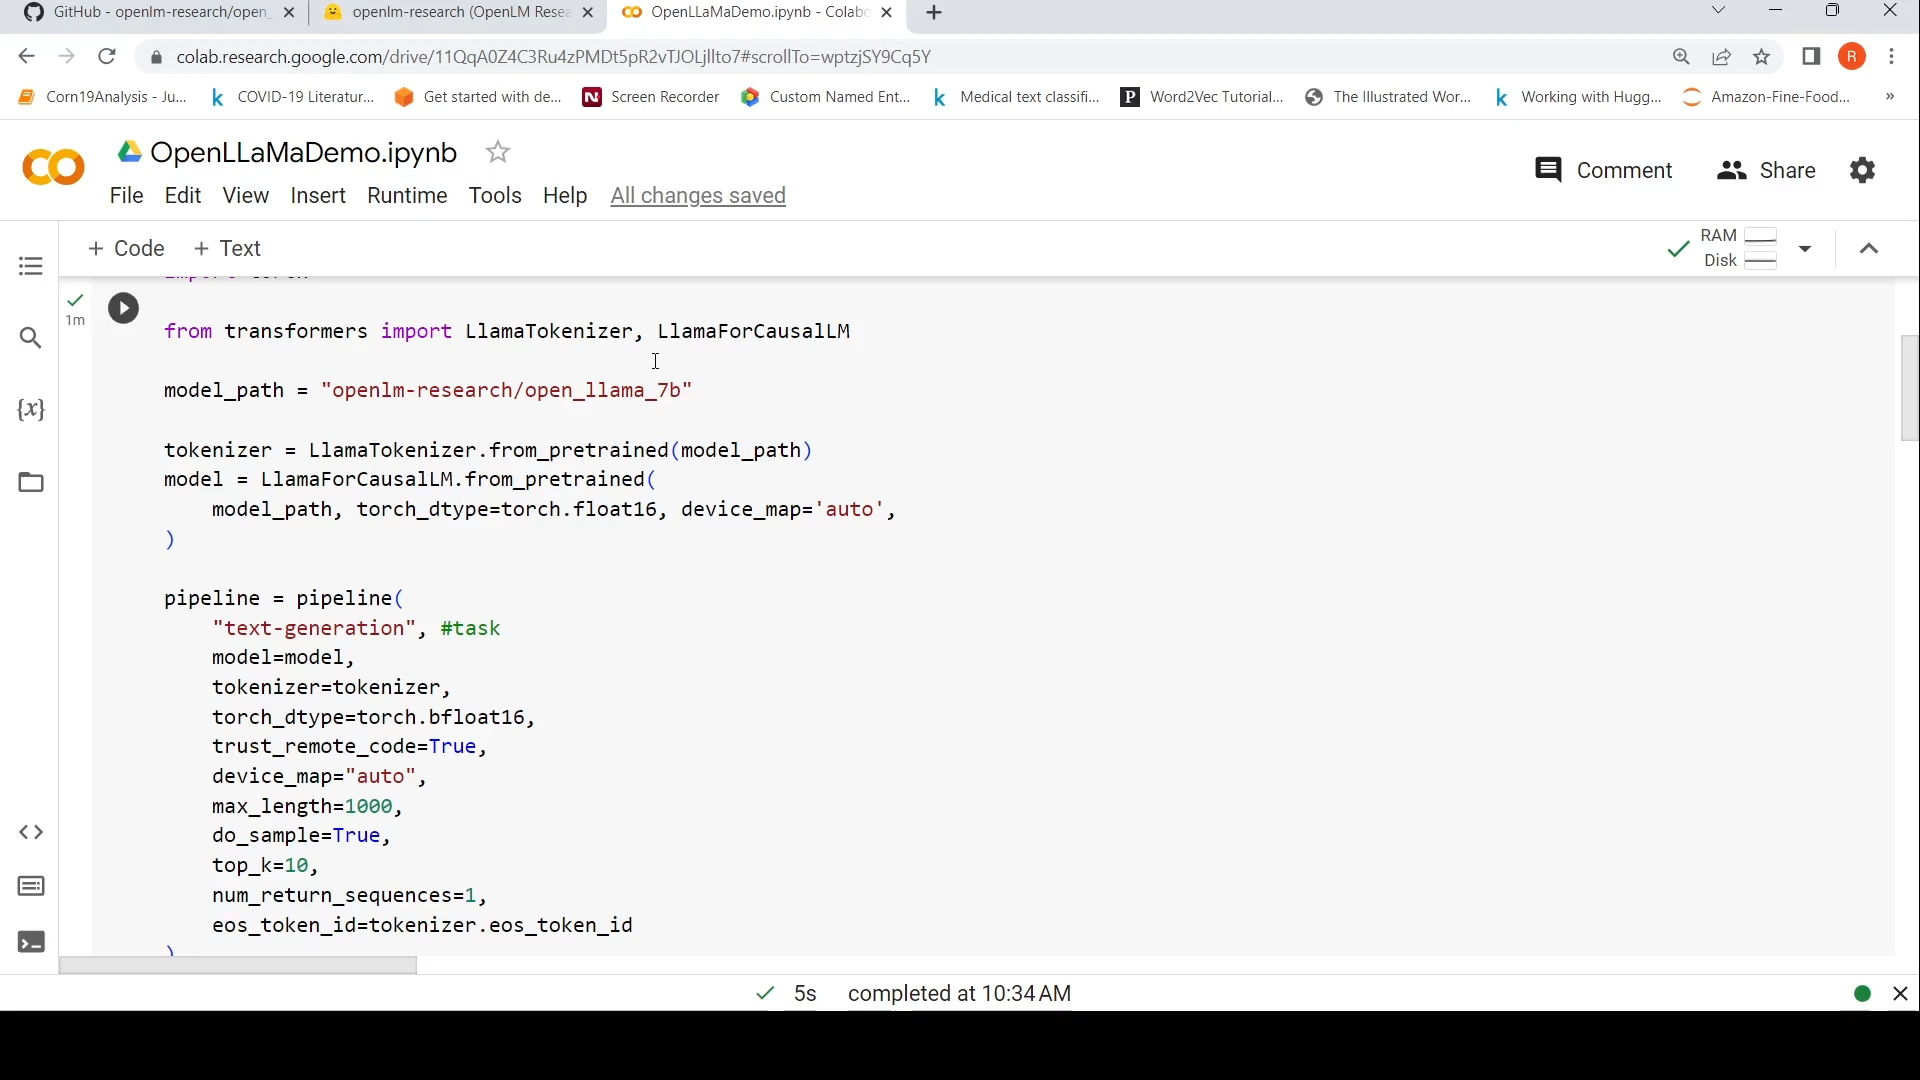 GitHub - openlm-research/open_
openlm-research (OpenLM Resea
OpenLLaMaDemo.ipynb - Colabo
colab.research.google.com/drive/11QqA0Z4C3Ru4zPMDt5pR2vTJOLjllto7#scrollTo=wptzjSY9Cq5Y
R
Corn19Analysis - Ju...
COVID-19 Literatur...
Get started with de...
Screen Recorder
Custom Named Ent...
Medical text classifi...
Word2Vec Tutorial...
The Illustrated Wor...
Working with Hugg...
Amazon-Fine-Food...
»
OpenLLaMaDemo.ipynb
File Edit View Insert Runtime Tools Help All changes saved
Comment
Share
+ Code + Text
RAM
Disk
1m
from transformers import LlamaTokenizer, LlamaForCausalLM
model_path = "openlm-research/open_llama_7b"
tokenizer = LlamaTokenizer.from_pretrained(model_path)
model = LlamaForCausalLM.from_pretrained(
model_path, torch_dtype=torch.float16, device_map='auto',
)
pipeline = pipeline(
"text-generation", #task
model=model,
tokenizer=tokenizer,
torch_dtype=torch.bfloat16,
trust_remote_code=True,
device_map="auto",
max_length=1000,
do_sample=True,
top_k=10,
num_return_sequences=1,
eos_token_id=tokenizer.eos_token_id
)
5s completed at 10:34 AM